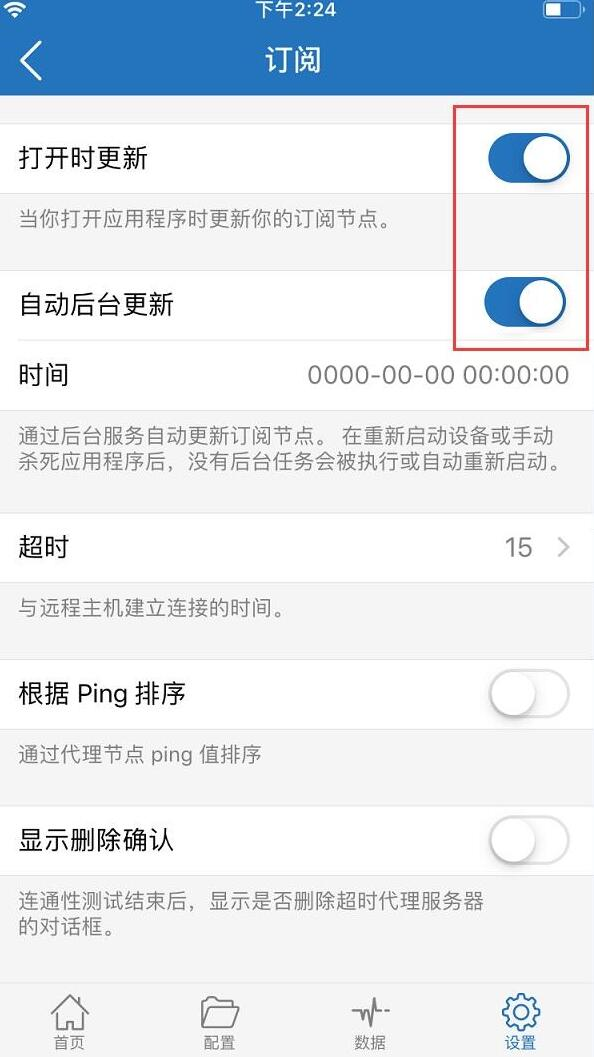 下午2:24
订阅
打开时更新
当你打开应用程序时更新你的订阅节点。
自动后台更新
时间 0000-00-00 00:00:00
通过后台服务自动更新订阅节点。 在重新启动设备或手动
杀死应用程序后，没有后台任务会被执行或自动重新启动。
超时 15
与远程主机建立连接的时间。
根据 Ping 排序
通过代理节点 ping 值排序
显示删除确认
连通性测试结束后，显示是否删除超时代理服务器
的对话框。
首页 配置 数据 设置